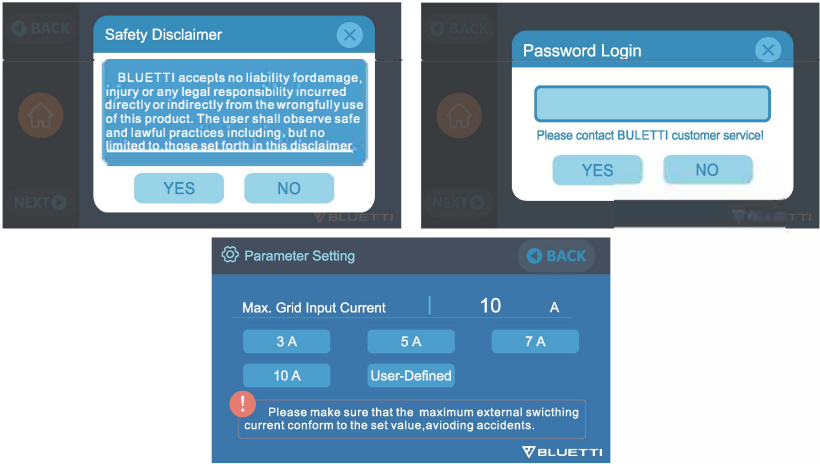 BACK
Safety Disclaimer
BLUETTI accepts no liability fordamage,
injury or any legal responsibility incurred
directly or indirectly from the wrongfully use
of this product. The user shall observe safe
and lawful practices including, but no
limited to, those set forth in this disclaimer.
YES NO
NEXT
BLUETTI
BACK
Password Login
Please contact BULETTI customer service!
YES NO
NEXT
BLUETTI
Parameter Setting BACK
Max. Grid Input Current 10 A
3 A 5 A 7 A
10 A User-Defined
! Please make sure that the maximum external swicthing
current conform to the set value,avioding accidents.
BLUETTI